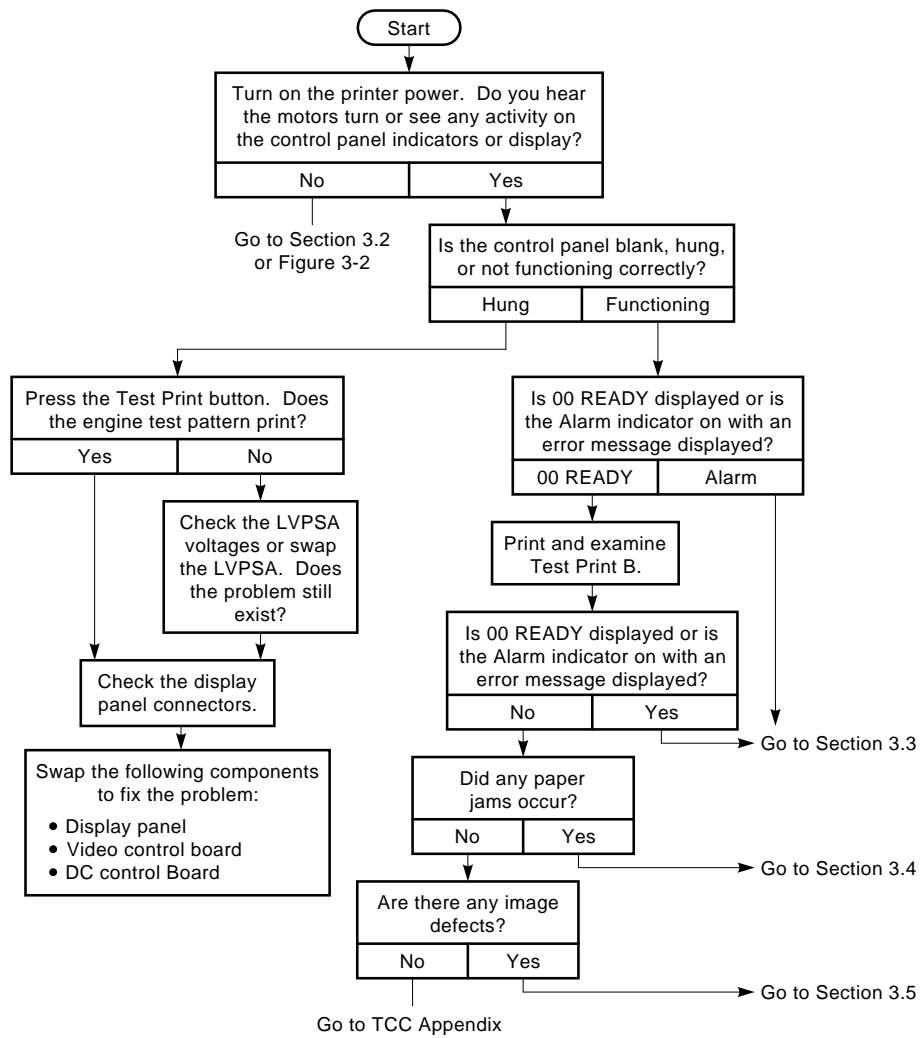 Start
Turn on the printer power. Do you hear
the motors turn or see any activity on
the control panel indicators or display?
No
Yes
Go to Section 3.2
or Figure 3-2
Is the control panel blank, hung,
or not functioning correctly?
Hung
Functioning
Press the Test Print button. Does
the engine test pattern print?
Yes
No
Check the LVPSA
voltages or swap
the LVPSA. Does
the problem still
exist?
Check the display
panel connectors.
Swap the following components
to fix the problem:
• Display panel
• Video control board
• DC control Board
Is 00 READY displayed or is
the Alarm indicator on with an
error message displayed?
00 READY
Alarm
Print and examine
Test Print B.
Is 00 READY displayed or is
the Alarm indicator on with an
error message displayed?
No
Yes
Go to Section 3.3
Did any paper
jams occur?
No
Yes
Go to Section 3.4
Are there any image
defects?
No
Yes
Go to Section 3.5
Go to TCC Appendix